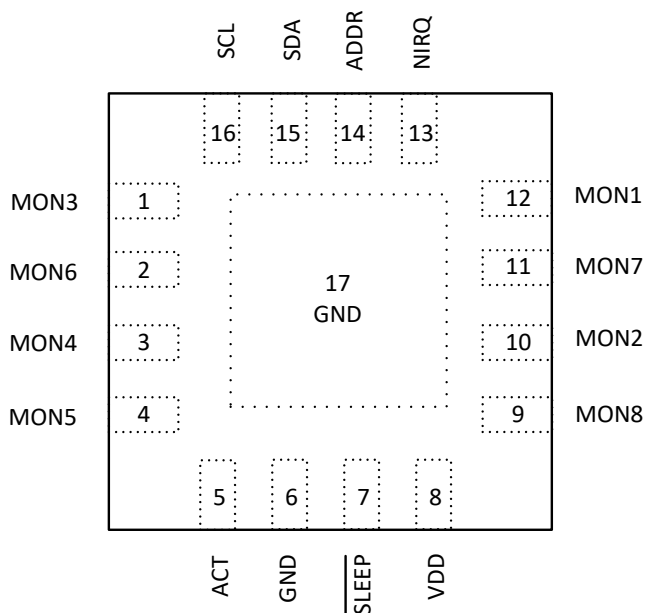 SCL SDA ADDR NIRQ
16 15 14 13
MON3 1 12 MON1
MON6 2 11 MON7
17
GND
MON4 3 10 MON2
MON5 4 9 MON8
5 6 7 8
ACT GND SLEEP VDD